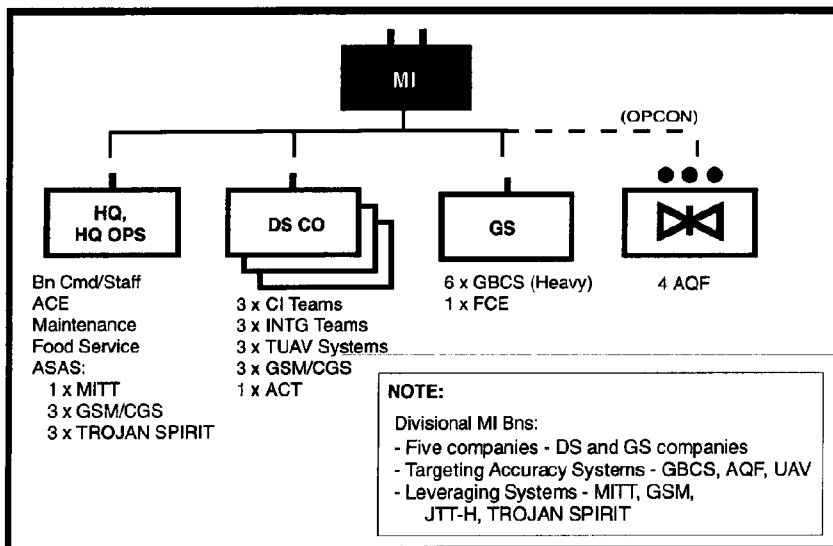 MI
(OPCON)
HQ,
HQ OPS
DS CO
GS
Bn Cmd/Staff
ACE
Maintenance
Food Service
ASAS:
1 x MITT
3 x GSM/CGS
3 x TROJAN SPIRIT
3 x CI Teams
3 x INTG Teams
3 x TUAV Systems
3 x GSM/CGS
1 x ACT
6 x GBCS (Heavy)
1 x FCE
4 AQF
NOTE:
Divisional MI Bns:
- Five companies - DS and GS companies
- Targeting Accuracy Systems - GBCS, AQF, UAV
- Leveraging Systems - MITT, GSM,
JTT-H, TROJAN SPIRIT